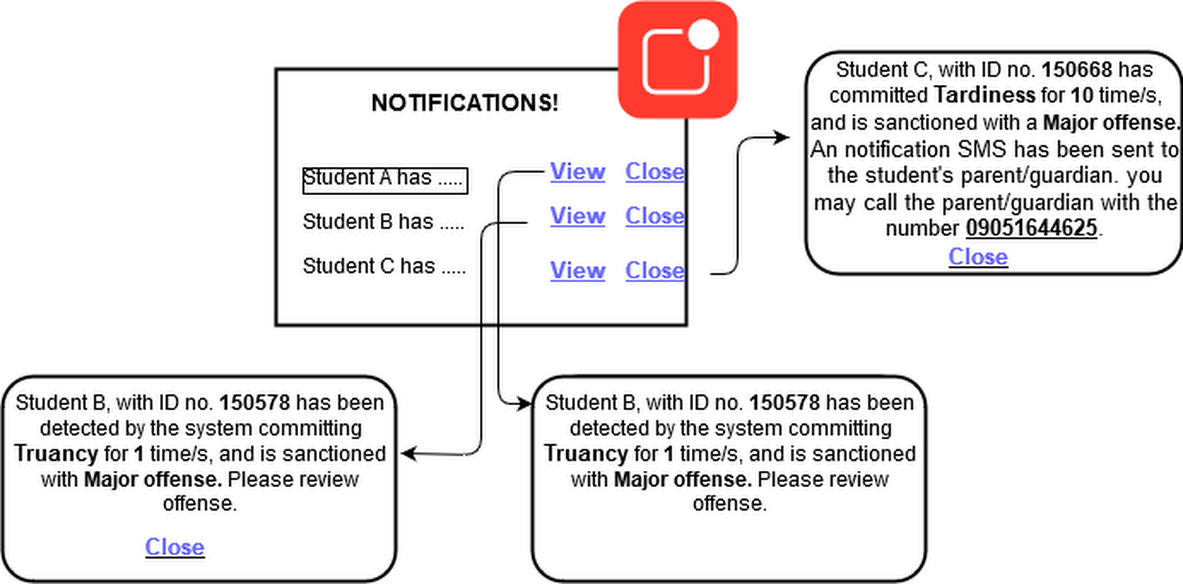 NOTIFICATIONS!
Student A has ..... View Close
Student B has ..... View Close
Student C has ..... View Close
Student C, with ID no. 150668 has
committed Tardiness for 10 time/s,
and is sanctioned with a Major offense.
An notification SMS has been sent to
the student's parent/guardian. you
may call the parent/guardian with the
number 09051644625.
Close
Student B, with ID no. 150578 has been
detected by the system committing
Truancy for 1 time/s, and is sanctioned
with Major offense. Please review
offense.
Close
Student B, with ID no. 150578 has been
detected by the system committing
Truancy for 1 time/s, and is sanctioned
with Major offense. Please review
offense.